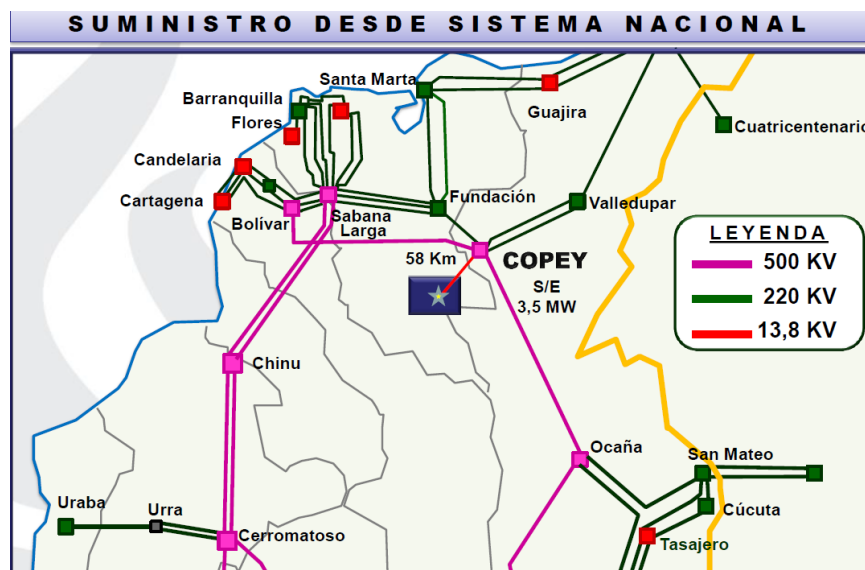 SUMINISTRO DESDE SISTEMA NACIONAL
Santa Marta
Barranquilla
Flores
Guajira
Cuatricentenario
Candelaria
Cartagena
Bolívar
Sabana
Larga
Fundación
Valledupar
58 Km
COPEY
S/E
3,5 MW
LEYENDA
500 KV
220 KV
13,8 KV
Chinu
Ocaña
San Mateo
Uraba
Urra
Cerromatoso
Cúcuta
Tasajero